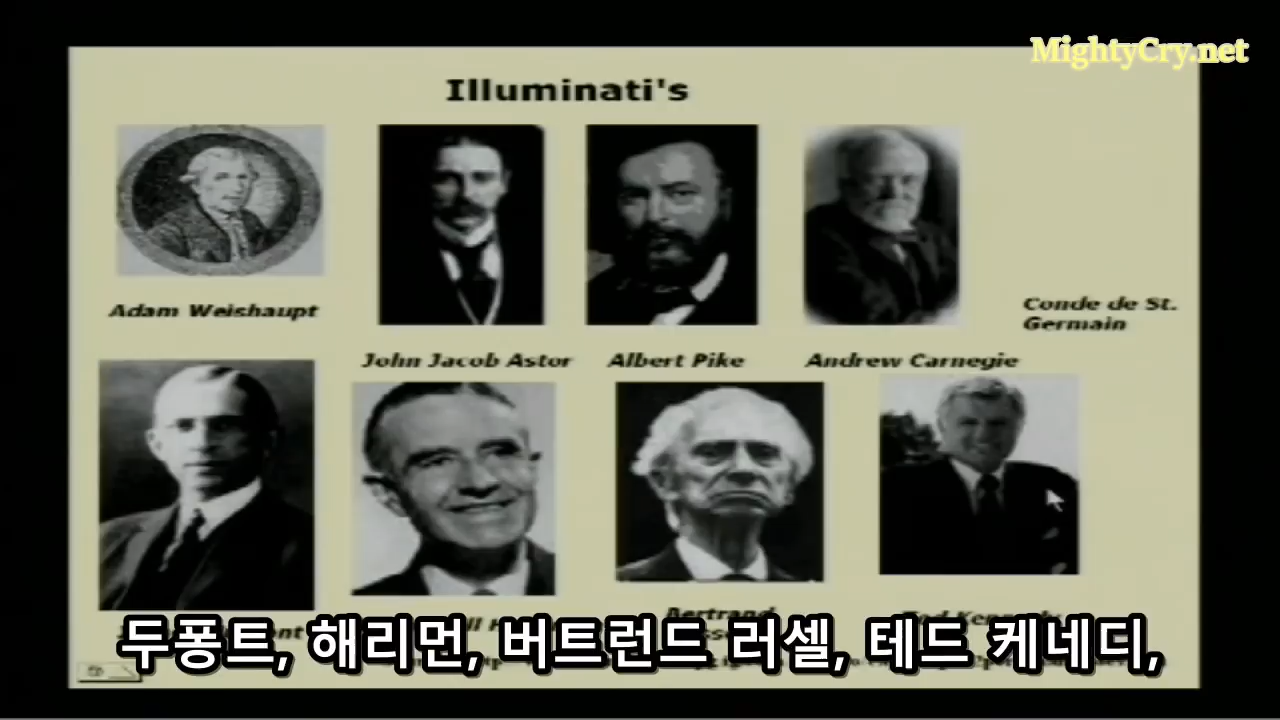 MightyCry.net
Illuminati's
Adam Weishaupt
John Jacob Astor
Albert Pike
Andrew Carnegie
Conde de St.
Germain
Bertrand
두퐁트, 해리먼, 버트런드 러셀, 테드 케네디,